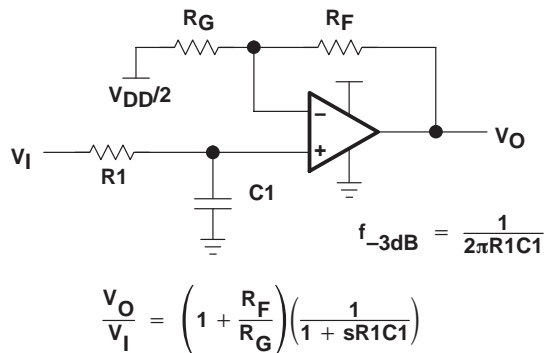 RG
RF
VDD/2
−
+
VI
R1
C1
VO
f−3dB = 1/2πR1C1
VO/VI = (1 + RF/RG)(1/1 + sR1C1)